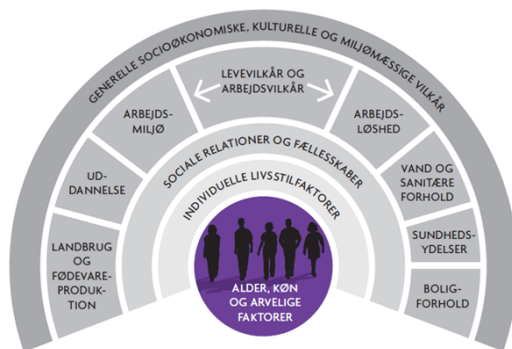 GENERELLE SOCIOØKONOMISKE, KULTURELLE OG MILJØMÆSSIGE VILKÅR
LEVEVILKÅR OG
ARBEJDSVILKÅR
ARBEJDS-
MILJØ
ARBEJDS-
LØSHED
UD-
DANNELSE
VAND OG
SANITÆRE
FORHOLD
LANDBRUG
OG
FØDEVARE-
PRODUK-
TION
SUNDHEDS-
YDELSER
BOLIG-
FORHOLD
SOCIALE RELATIONER OG FÆLLESSKABER
INDIVIDUELLE LIVSSTILFAKTORER
ALDER, KØN
OG ARVELIGE
FAKTORER